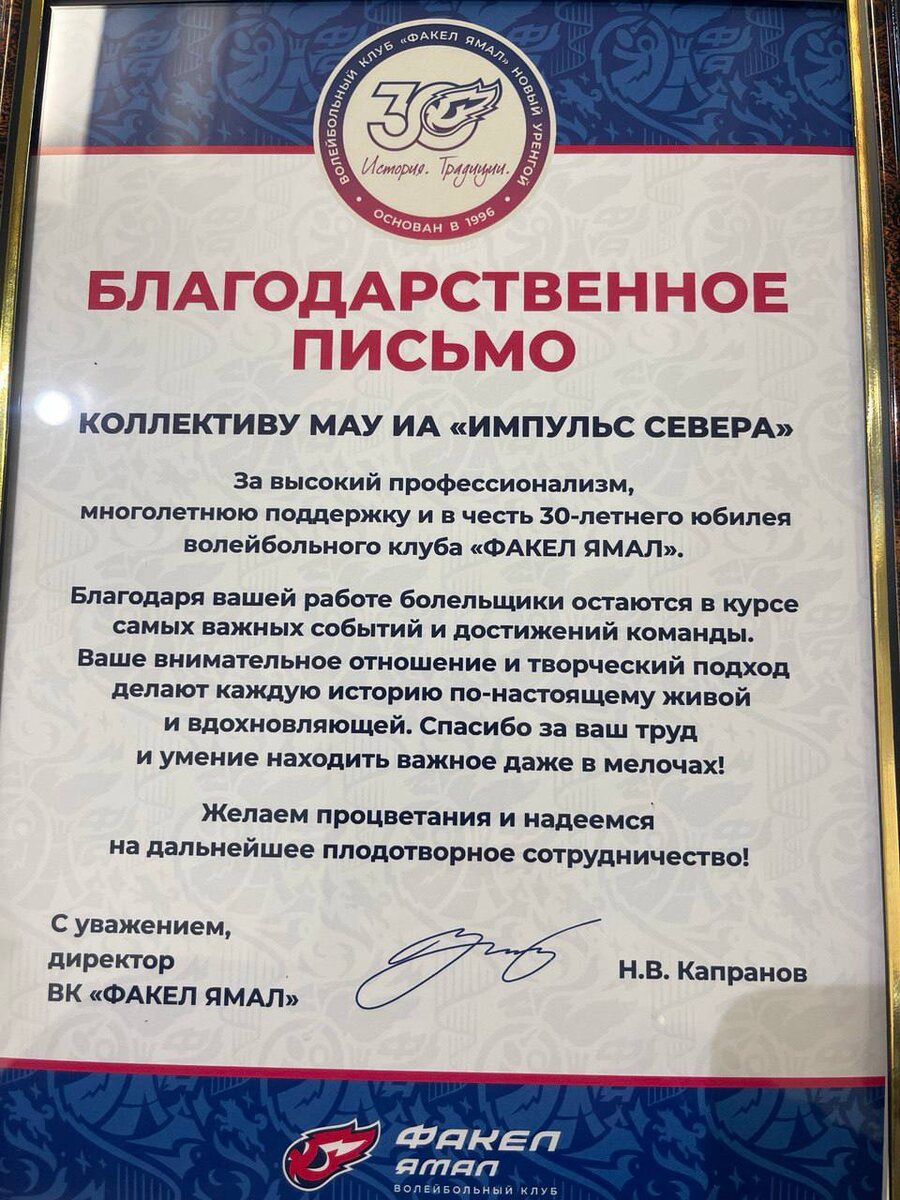 ВОЛЕЙБОЛЬНЫЙ КЛУБ «ФАКЕЛ ЯМАЛ» НОВЫЙ УРЕНГОЙ
30
История. Традиции.
• ОСНОВАН В 1996 •
БЛАГОДАРСТВЕННОЕ
ПИСЬМО
КОЛЛЕКТИВУ МАУ ИА «ИМПУЛЬС СЕВЕРА»
За высокий профессионализм,
многолетнюю поддержку и в честь 30-летнего юбилея
волейбольного клуба «ФАКЕЛ ЯМАЛ».
Благодаря вашей работе болельщики остаются в курсе
самых важных событий и достижений команды.
Ваше внимательное отношение и творческий подход
делают каждую историю по-настоящему живой
и вдохновляющей. Спасибо за ваш труд
и умение находить важное даже в мелочах!
Желаем процветания и надеемся
на дальнейшее плодотворное сотрудничество!
С уважением,
директор
ВК «ФАКЕЛ ЯМАЛ»
Н.В. Капранов
ФАКЕЛ
ЯМАЛ
ВОЛЕЙБОЛЬНЫЙ КЛУБ